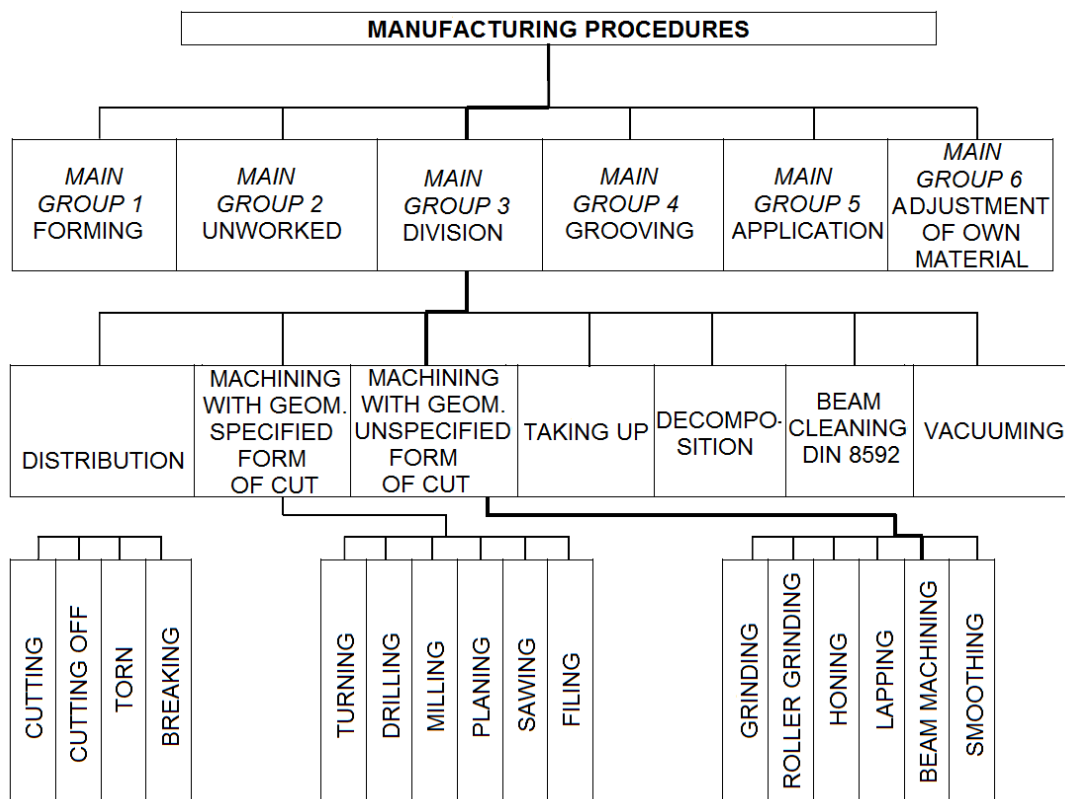 MANUFACTURING PROCEDURES
MAIN
GROUP 1
FORMING
MAIN
GROUP 2
UNWORKED
MAIN
GROUP 3
DIVISION
MAIN
GROUP 4
GROOVING
MAIN
GROUP 5
APPLICATION
MAIN
GROUP 6
ADJUSTMENT
OF OWN
MATERIAL
DISTRIBUTION
MACHINING
WITH GEOM.
SPECIFIED
FORM
OF CUT
MACHINING
WITH GEOM.
UNSPECIFIED
FORM
OF CUT
TAKING UP
DECOMPO-
SITION
BEAM
CLEANING
DIN 8592
VACUUMING
CUTTING
CUTTING OFF
TORN
BREAKING
TURNING
DRILLING
MILLING
PLANING
SAWING
FILING
GRINDING
ROLLER GRINDING
HONING
LAPPING
BEAM MACHINING
SMOOTHING